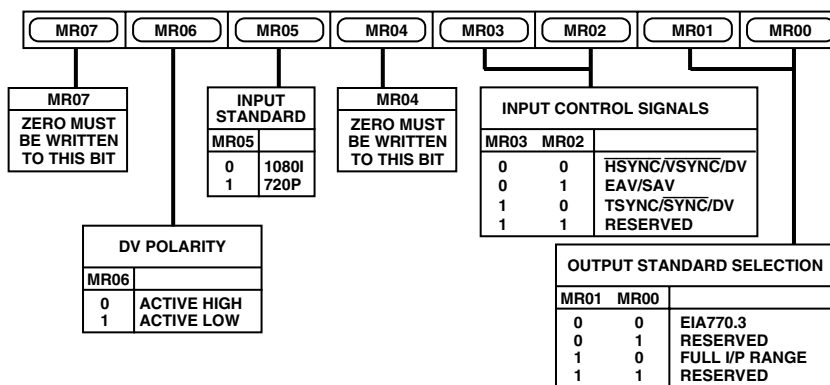 MR07 MR06 MR05 MR04 MR03 MR02 MR01 MR00
MR07
ZERO MUST
BE WRITTEN
TO THIS BIT
INPUT
STANDARD
MR05
0 1080I
1 720P
MR04
ZERO MUST
BE WRITTEN
TO THIS BIT
INPUT CONTROL SIGNALS
MR03 MR02
0 0 HSYNC/VSYNC/DV
0 1 EAV/SAV
1 0 TSYNC/SYNC/DV
1 1 RESERVED
DV POLARITY
MR06
0 ACTIVE HIGH
1 ACTIVE LOW
OUTPUT STANDARD SELECTION
MR01 MR00
0 0 EIA770.3
0 1 RESERVED
1 0 FULL I/P RANGE
1 1 RESERVED